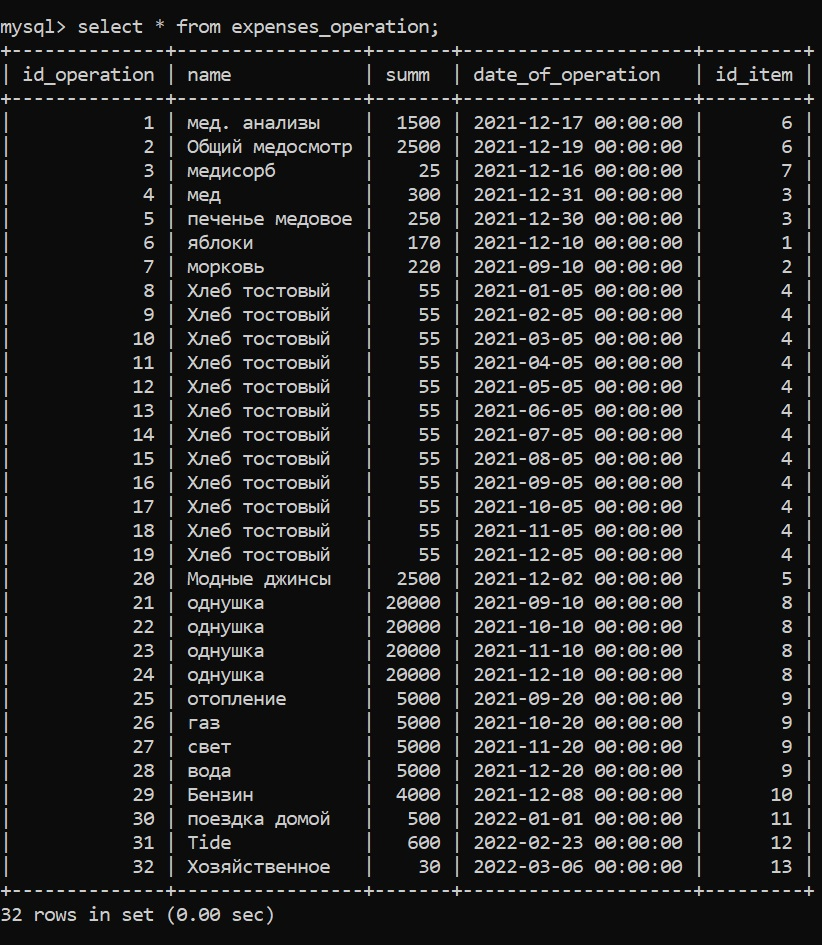 mysql> select * from expenses_operation;
+--------------+------------------+-------+---------------------+---------+
| id_operation | name             | summ  | date_of_operation   | id_item |
+--------------+------------------+-------+---------------------+---------+
|            1 | мед. анализы     |  1500 | 2021-12-17 00:00:00 |       6 |
|            2 | Общий медосмотр  |  2500 | 2021-12-19 00:00:00 |       6 |
|            3 | медисорб         |    25 | 2021-12-16 00:00:00 |       7 |
|            4 | мед              |   300 | 2021-12-31 00:00:00 |       3 |
|            5 | печенье медовое  |   250 | 2021-12-30 00:00:00 |       3 |
|            6 | яблоки           |   170 | 2021-12-10 00:00:00 |       1 |
|            7 | морковь          |   220 | 2021-09-10 00:00:00 |       2 |
|            8 | Хлеб тостовый    |    55 | 2021-01-05 00:00:00 |       4 |
|            9 | Хлеб тостовый    |    55 | 2021-02-05 00:00:00 |       4 |
|           10 | Хлеб тостовый    |    55 | 2021-03-05 00:00:00 |       4 |
|           11 | Хлеб тостовый    |    55 | 2021-04-05 00:00:00 |       4 |
|           12 | Хлеб тостовый    |    55 | 2021-05-05 00:00:00 |       4 |
|           13 | Хлеб тостовый    |    55 | 2021-06-05 00:00:00 |       4 |
|           14 | Хлеб тостовый    |    55 | 2021-07-05 00:00:00 |       4 |
|           15 | Хлеб тостовый    |    55 | 2021-08-05 00:00:00 |       4 |
|           16 | Хлеб тостовый    |    55 | 2021-09-05 00:00:00 |       4 |
|           17 | Хлеб тостовый    |    55 | 2021-10-05 00:00:00 |       4 |
|           18 | Хлеб тостовый    |    55 | 2021-11-05 00:00:00 |       4 |
|           19 | Хлеб тостовый    |    55 | 2021-12-05 00:00:00 |       4 |
|           20 | Модные джинсы    |  2500 | 2021-12-02 00:00:00 |       5 |
|           21 | однушка          | 20000 | 2021-09-10 00:00:00 |       8 |
|           22 | однушка          | 20000 | 2021-10-10 00:00:00 |       8 |
|           23 | однушка          | 20000 | 2021-11-10 00:00:00 |       8 |
|           24 | однушка          | 20000 | 2021-12-10 00:00:00 |       8 |
|           25 | отопление        |  5000 | 2021-09-20 00:00:00 |       9 |
|           26 | газ              |  5000 | 2021-10-20 00:00:00 |       9 |
|           27 | свет             |  5000 | 2021-11-20 00:00:00 |       9 |
|           28 | вода             |  5000 | 2021-12-20 00:00:00 |       9 |
|           29 | Бензин           |  4000 | 2021-12-08 00:00:00 |      10 |
|           30 | поездка домой    |   500 | 2022-01-01 00:00:00 |      11 |
|           31 | Tide             |   600 | 2022-02-23 00:00:00 |      12 |
|           32 | Хозяйственное    |    30 | 2022-03-06 00:00:00 |      13 |
+--------------+------------------+-------+---------------------+---------+
32 rows in set (0.00 sec)